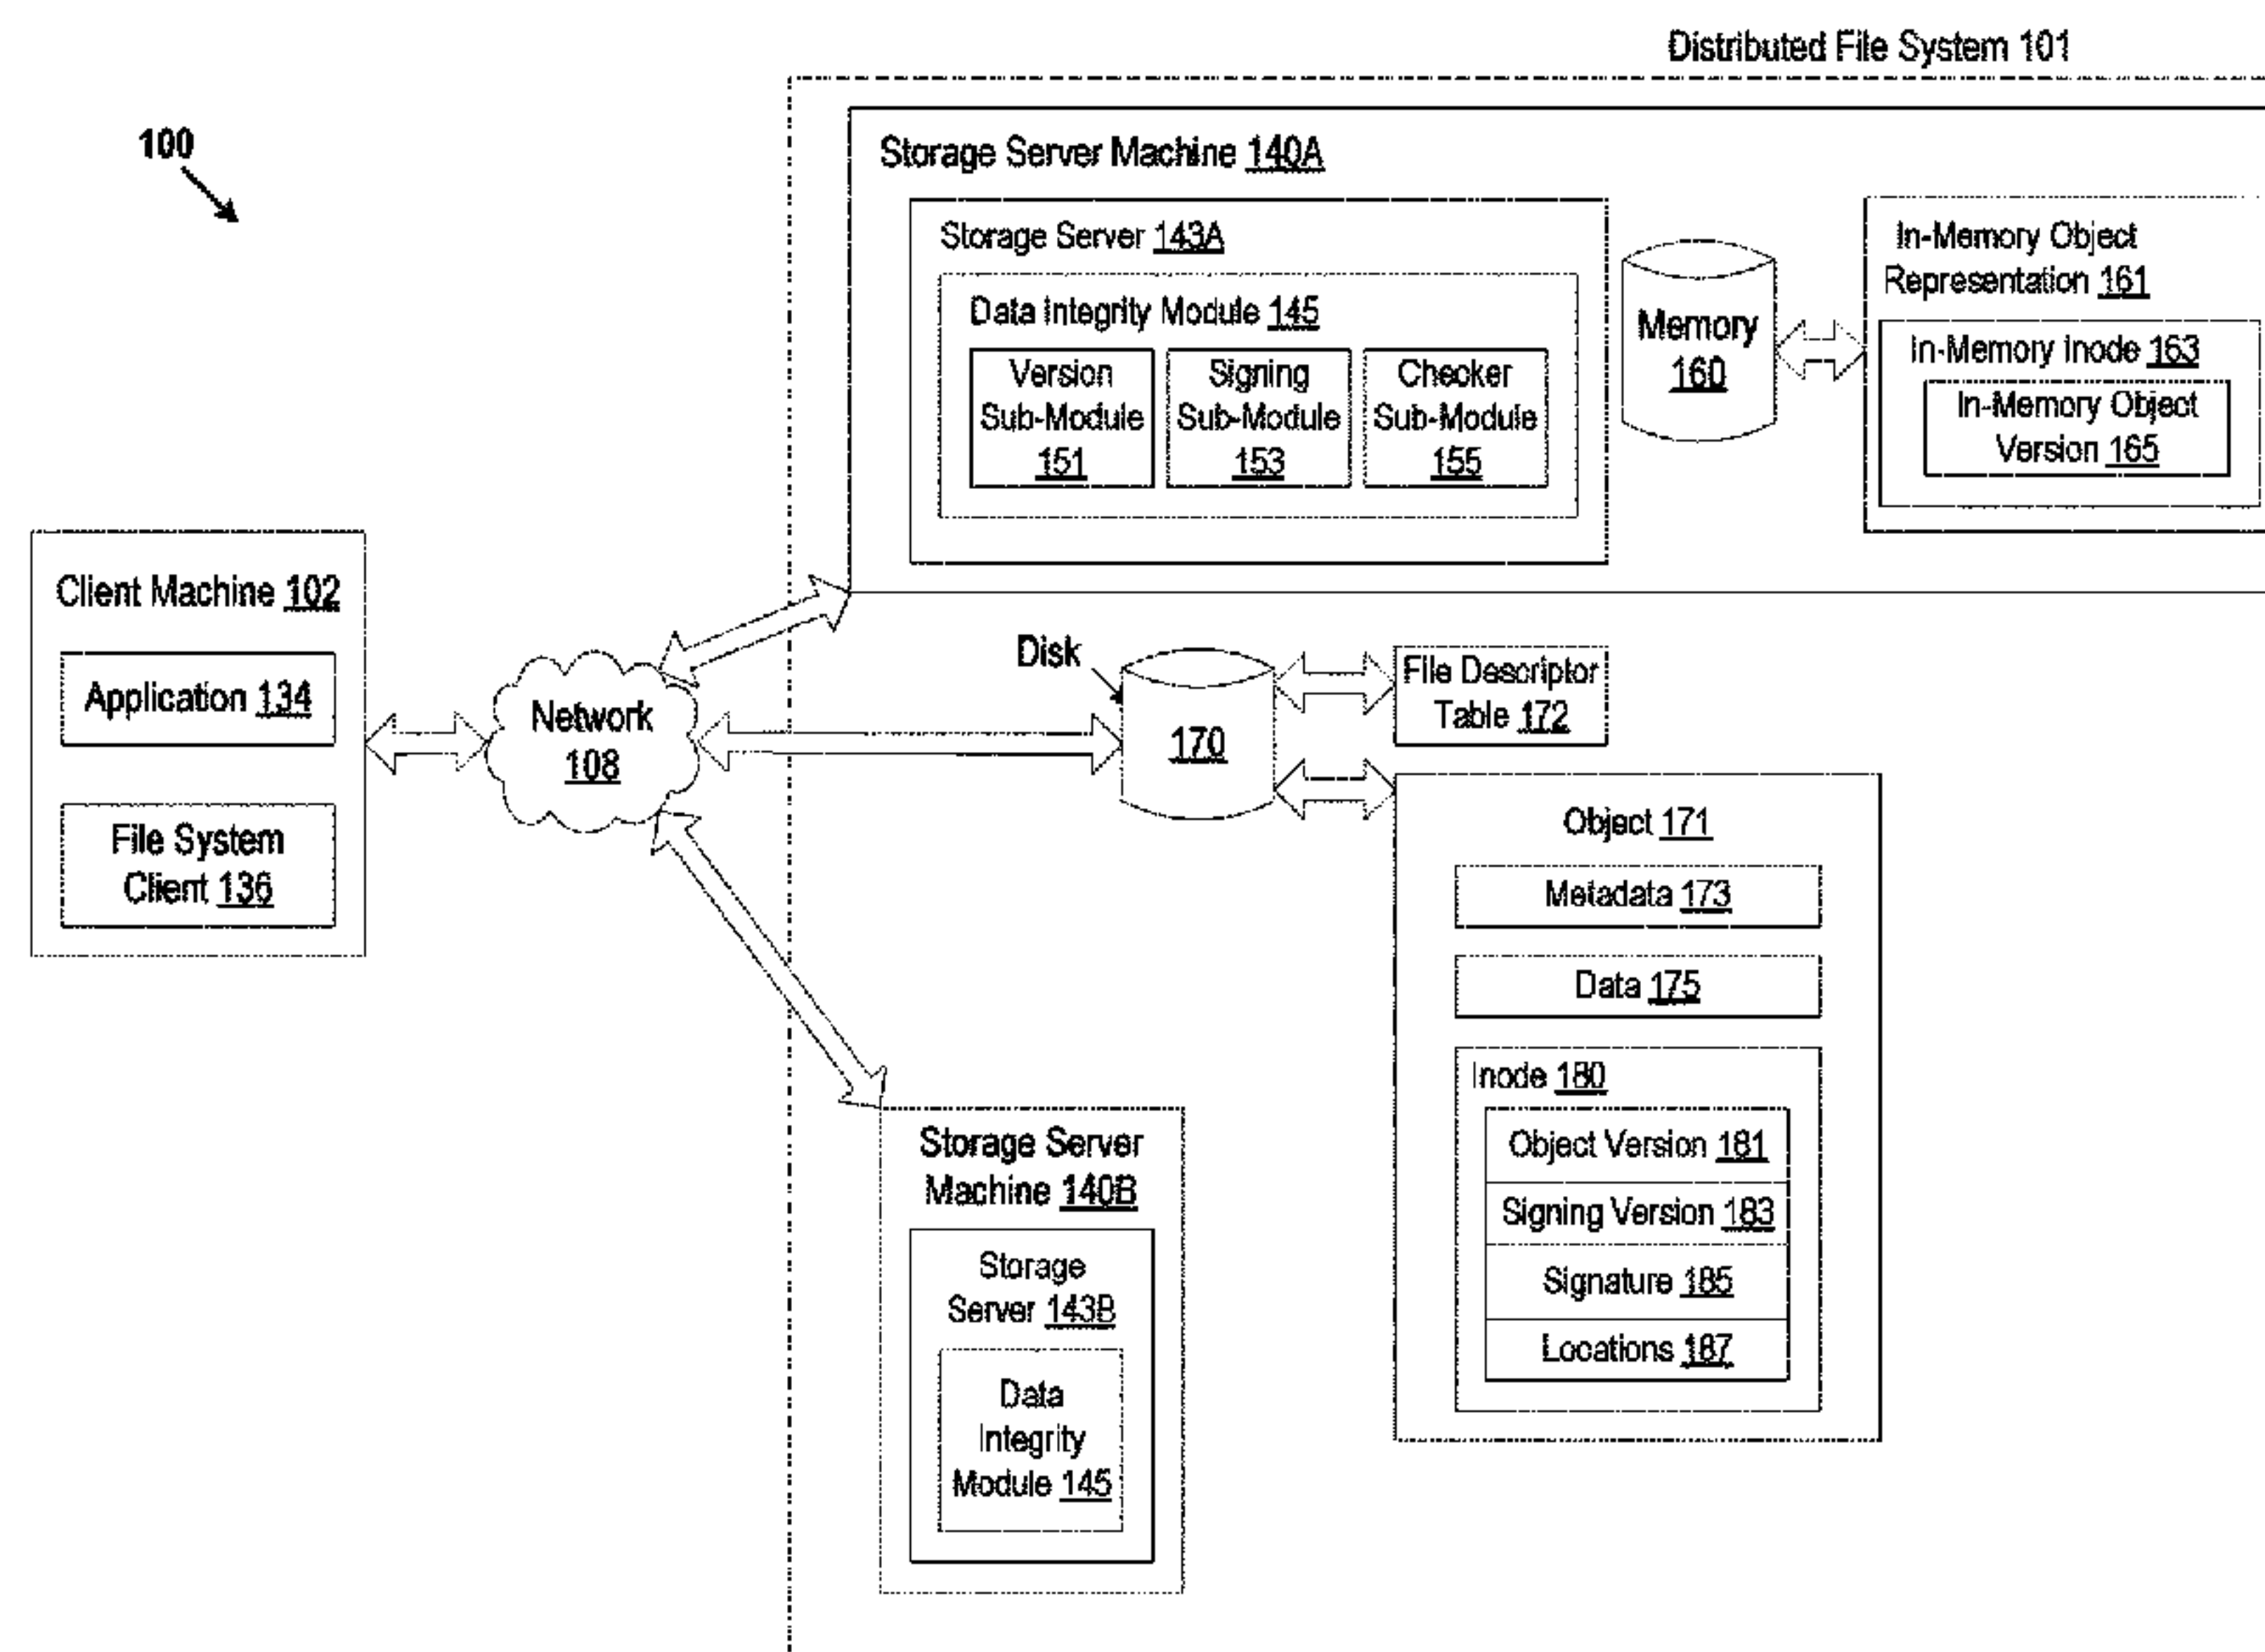 Distributed File System 101
100
Storage Server Machine 140A
Storage Server 143A
Data Integrity Module 145
Version
Sub-Module
151
Signing
Sub-Module
153
Checker
Sub-Module
155
Memory
160
In-Memory Object
Representation 161
In-Memory Inode 163
In-Memory Object
Version 165
Client Machine 102
Application 134
File System
Client 136
Network
108
Disk
170
File Descriptor
Table 172
Object 171
Metadata 173
Data 175
Inode 180
Object Version 181
Signing Version 183
Signature 185
Locations 187
Storage Server
Machine 140B
Storage
Server 143B
Data
Integrity
Module 145